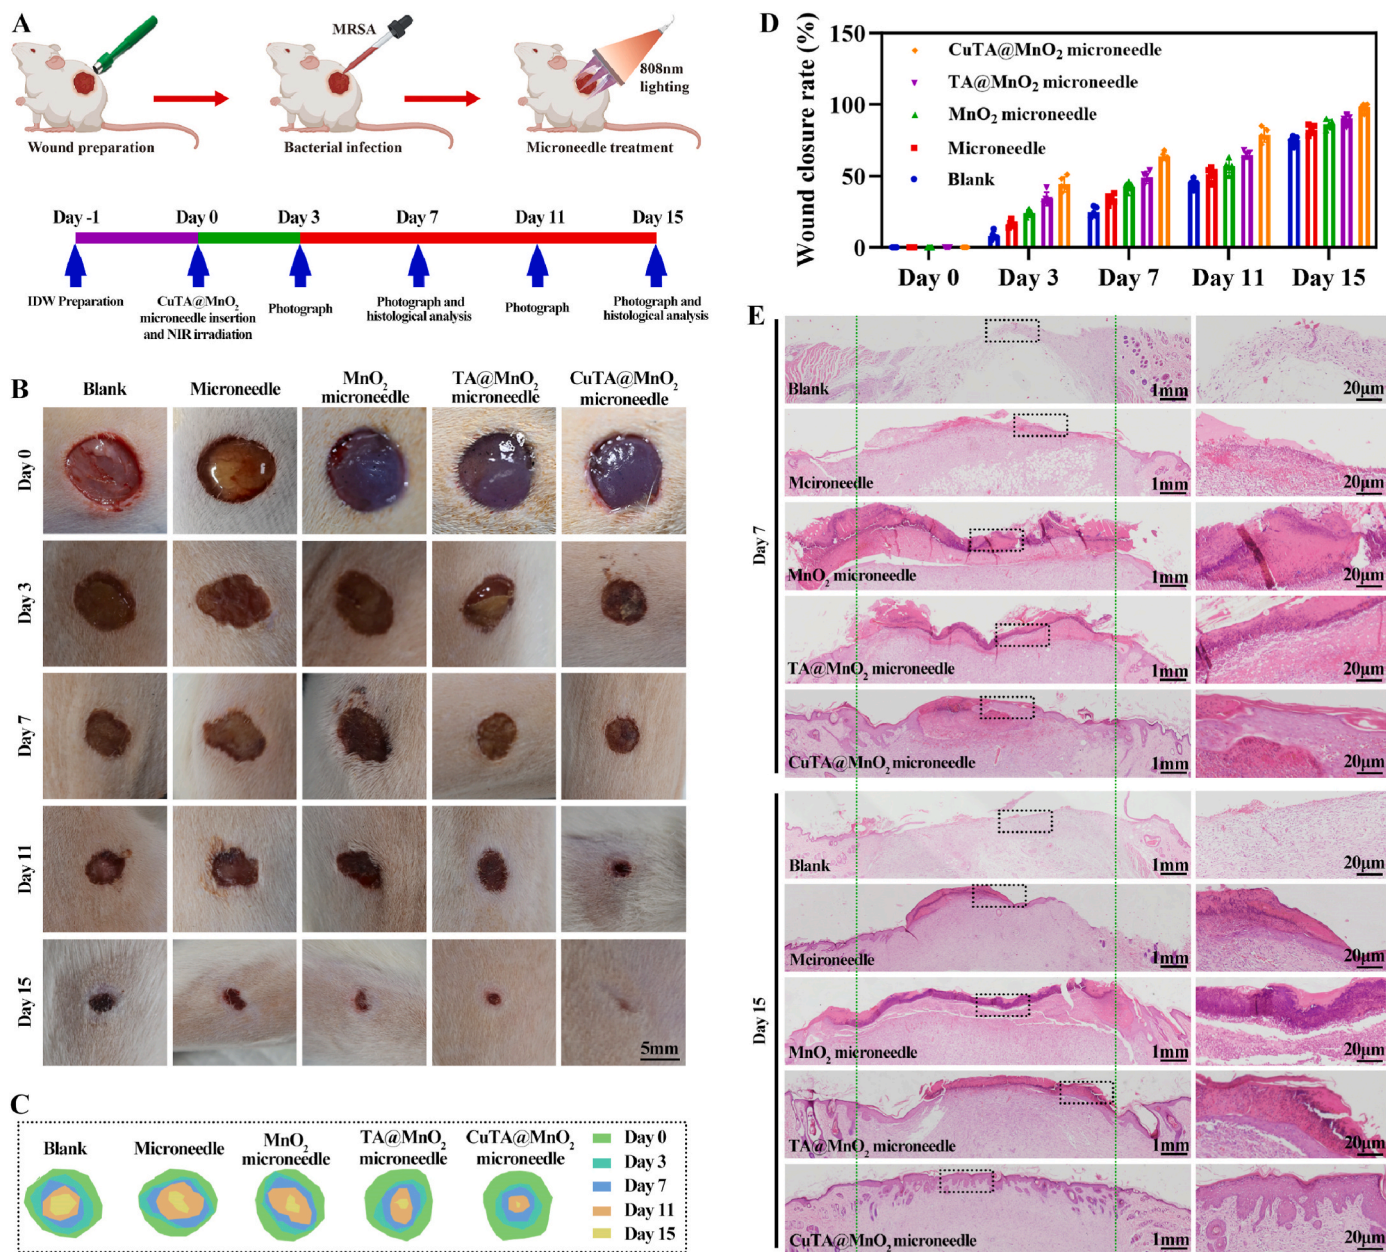 A
MRSA
808nm
lighting
Wound preparation
Bacterial infection
Microneedle treatment
Day -1
Day 0
Day 3
Day 7
Day 11
Day 15
IDW Preparation
CuTA@MnO2
microneedle insertion
and NIR irradiation
Photograph
Photograph and
histological analysis
Photograph
Photograph and
histological analysis
B
Blank
Microneedle
MnO2
microneedle
TA@MnO2
microneedle
CuTA@MnO2
microneedle
Day 0
Day 3
Day 7
Day 11
Day 15
5mm
C
Blank
Microneedle
MnO2
microneedle
TA@MnO2
microneedle
CuTA@MnO2
microneedle
Day 0
Day 3
Day 7
Day 11
Day 15
D
Wound closure rate (%)
150
100
50
0
CuTA@MnO2 microneedle
TA@MnO2 microneedle
MnO2 microneedle
Microneedle
Blank
Day 0
Day 3
Day 7
Day 11
Day 15
E
Day 7
Blank
1mm
20μm
Mcironeedle
1mm
20μm
MnO2 microneedle
1mm
20μm
TA@MnO2 microneedle
1mm
20μm
CuTA@MnO2 microneedle
1mm
20μm
Day 15
Blank
1mm
20μm
Mcironeedle
1mm
20μm
MnO2 microneedle
1mm
20μm
TA@MnO2 microneedle
1mm
20μm
CuTA@MnO2 microneedle
1mm
20μm